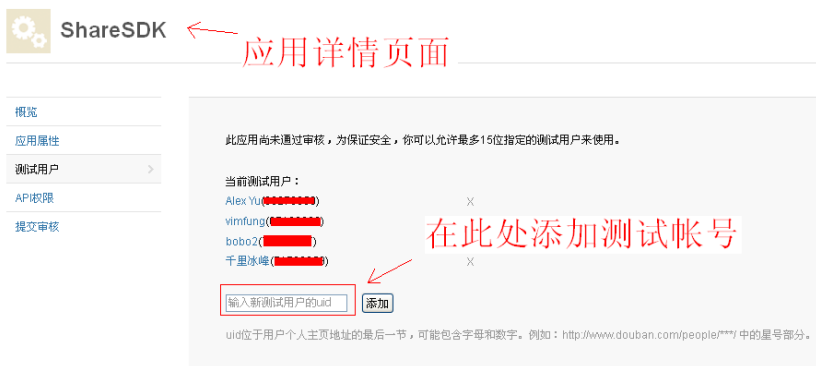 ShareSDK
应用详情页面
概览
应用属性
测试用户
API权限
提交审核
此应用尚未通过审核，为保证安全，你可以允许最多15位指定的测试用户来使用。
当前测试用户：
Alex Yu( ) X
vimfung( )
bobo2( )
千里冰峰( ) X
在此处添加测试帐号
输入新测试用户的uid 添加
uid位于用户个人主页地址的最后一节，可能包含字母和数字。例如：http://www.douban.com/people/***/ 中的星号部分。